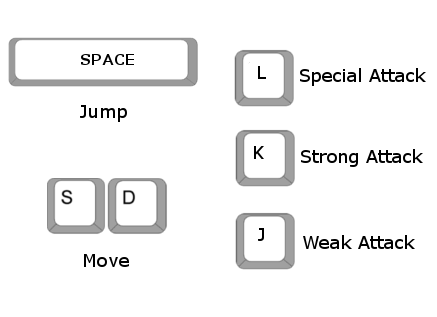 SPACE
Jump
S D
Move
L Special Attack
K Strong Attack
J Weak Attack